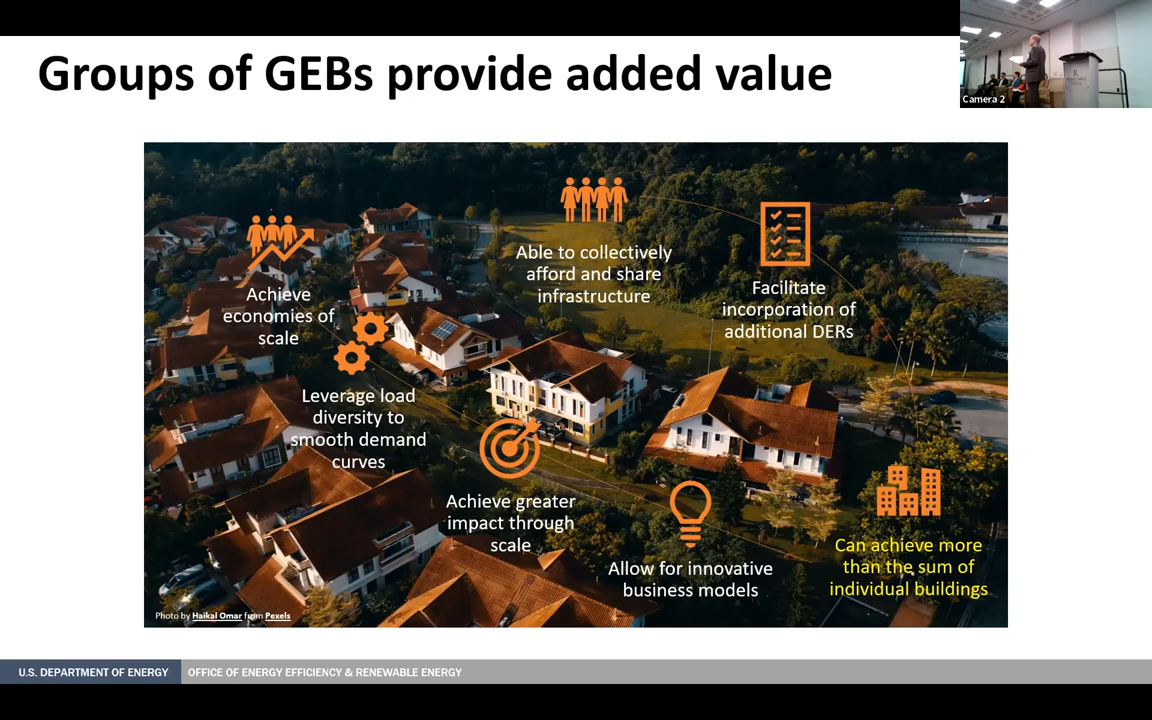 Groups of GEBs provide added value
Camera 2
Achieve
economies of
scale
Able to collectively
afford and share
infrastructure
Facilitate
incorporation of
additional DERs
Leverage load
diversity to
smooth demand
curves
Achieve greater
impact through
scale
Allow for innovative
business models
Can achieve more
than the sum of
individual buildings
Photo by Haikal Omar from Pexels
U.S. DEPARTMENT OF ENERGY OFFICE OF ENERGY EFFICIENCY & RENEWABLE ENERGY